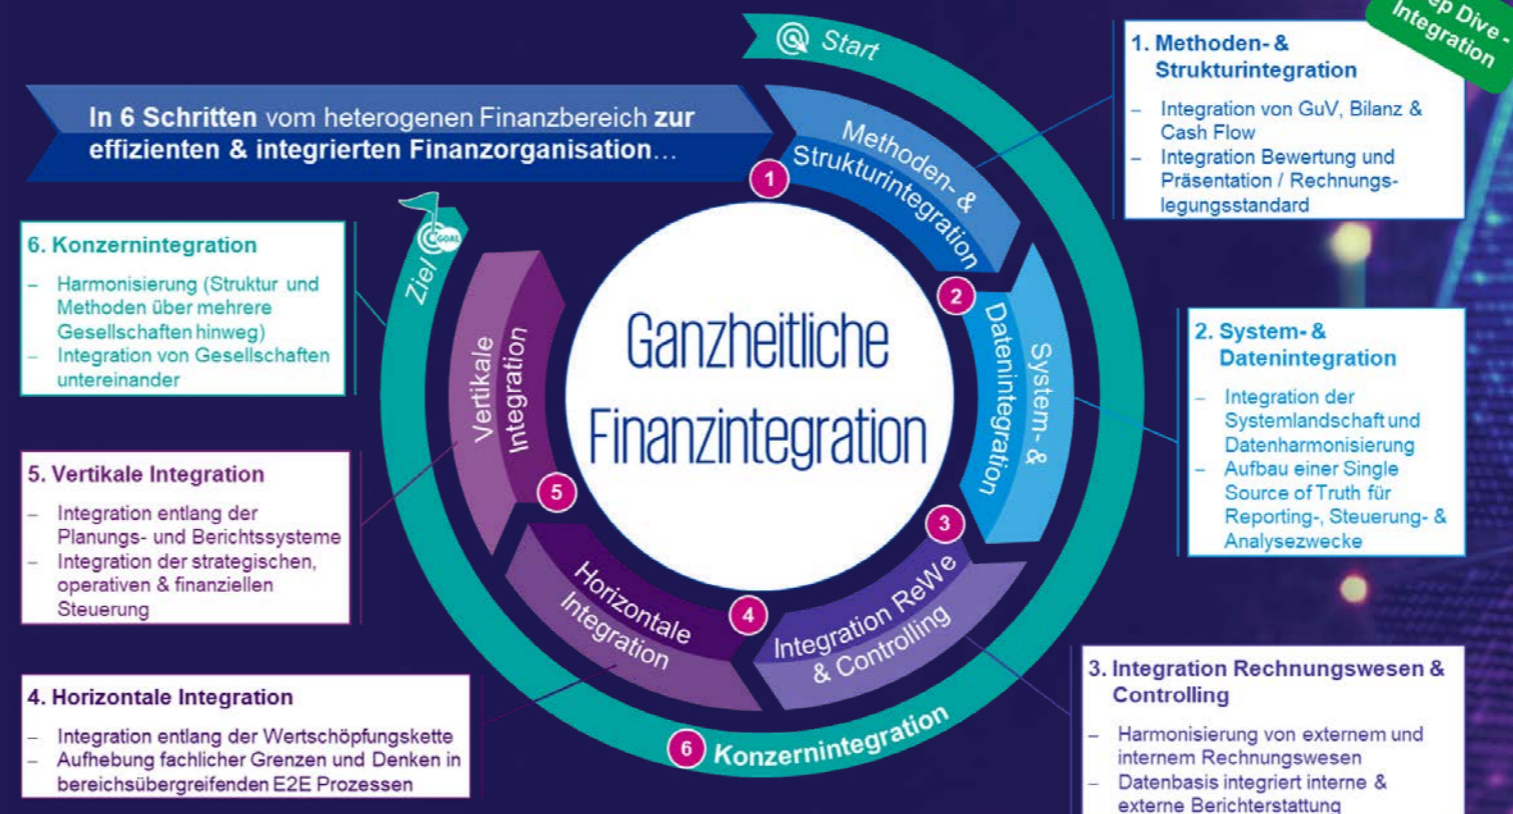 ep Dive -
Integration
Start
In 6 Schritten vom heterogenen Finanzbereich zur
effizienten & integrierten Finanzorganisation...
Methoden- &
Strukturintegration
1
2
System- &
Datenintegration
3
Integration ReWe
& Controlling
4
Horizontale
Integration
5
Vertikale
Integration
6 Konzernintegration
Ziel
GOAL
Ganzheitliche
Finanzintegration
1. Methoden- &
Strukturintegration
– Integration von GuV, Bilanz &
Cash Flow
– Integration Bewertung und
Präsentation / Rechnungs-
legungsstandard
2. System- &
Datenintegration
– Integration der
Systemlandschaft und
Datenharmonisierung
– Aufbau einer Single
Source of Truth für
Reporting-, Steuerung- &
Analysezwecke
3. Integration Rechnungswesen &
Controlling
– Harmonisierung von externem und
internem Rechnungswesen
– Datenbasis integriert interne &
externe Berichterstattung
4. Horizontale Integration
– Integration entlang der Wertschöpfungskette
– Aufhebung fachlicher Grenzen und Denken in
bereichsübergreifenden E2E Prozessen
5. Vertikale Integration
– Integration entlang der
Planungs- und Berichtssysteme
– Integration der strategischen,
operativen & finanziellen
Steuerung
6. Konzernintegration
– Harmonisierung (Struktur und
Methoden über mehrere
Gesellschaften hinweg)
– Integration von Gesellschaften
untereinander